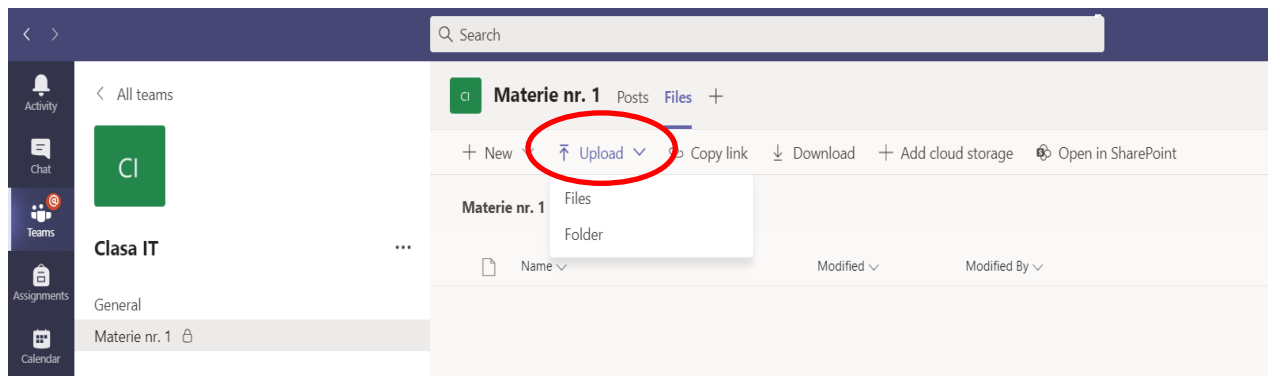 Search
Activity
Chat
@
Teams
Assignments
Calendar
All teams
CI
Clasa IT
...
General
Materie nr. 1
CI Materie nr. 1 Posts Files +
+ New Upload Copy link Download + Add cloud storage Open in SharePoint
Files
Folder
Materie nr. 1
Name Modified Modified By